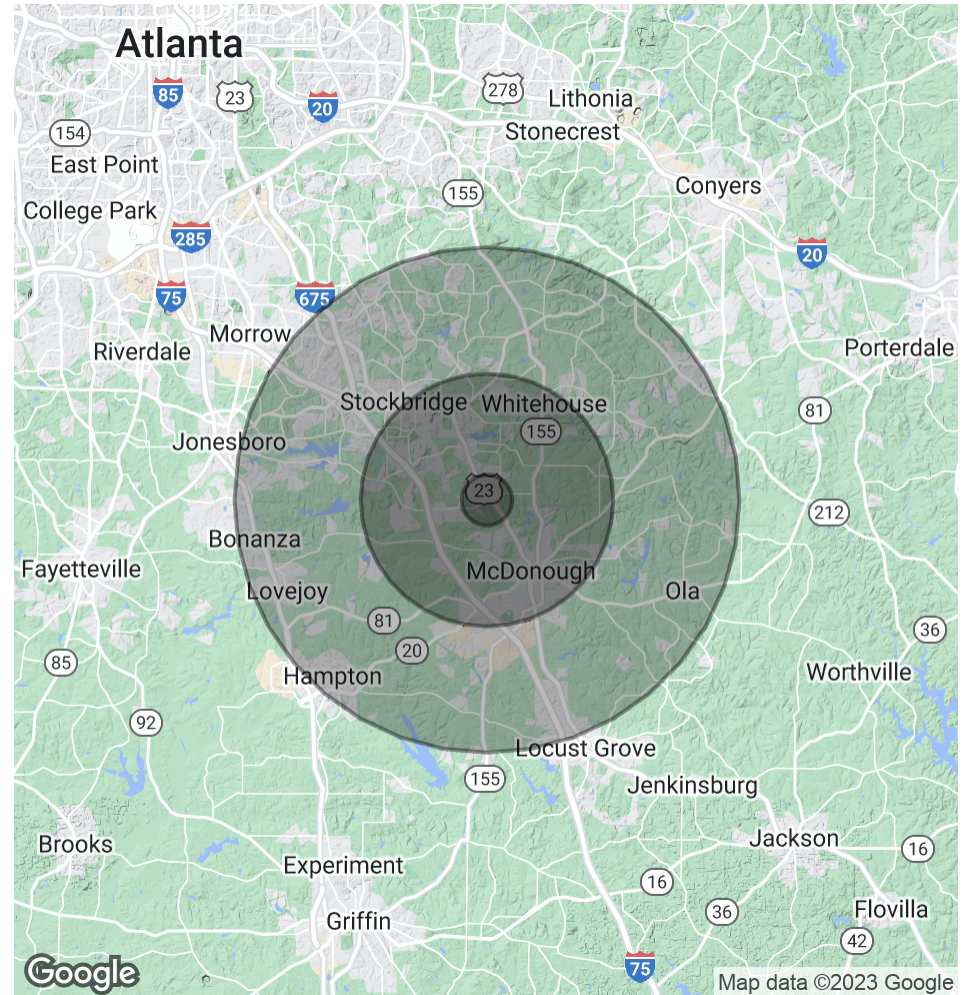 Atlanta
85
23
20
278
Lithonia
154
Stonecrest
East Point
155
Conyers
College Park
285
20
75
675
Morrow
Riverdale
Porterdale
Stockbridge
Whitehouse
81
155
Jonesboro
23
212
Bonanza
Fayetteville
McDonough
Lovejoy
Ola
81
36
20
85
Hampton
Worthville
92
Locust Grove
155
Jenkinsburg
Brooks
Jackson
16
Experiment
16
36
Flovilla
Griffin
42
75
Google
Map data ©2023 Google